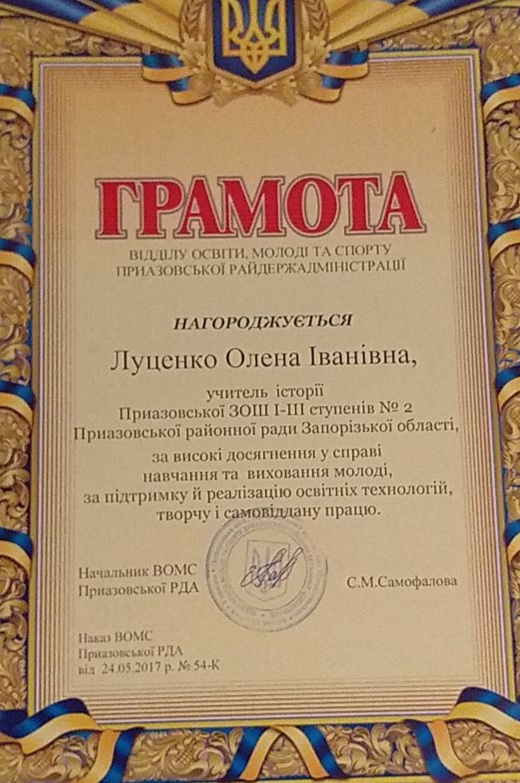 ГРАМОТА
ВІДДІЛУ ОСВІТИ, МОЛОДІ ТА СПОРТУ
ПРИАЗОВСЬКОЇ РАЙДЕРЖАДМІНІСТРАЦІЇ
НАГОРОДЖУЄТЬСЯ
Луценко Олена Іванівна,
учитель історії
Приазовської ЗОШ І-ІІІ ступенів № 2
Приазовської районної ради Запорізької області,
за високі досягнення у справі
навчання та виховання молоді,
за підтримку й реалізацію освітніх технологій,
творчу і самовіддану працю.
Начальник ВОМС
Приазовської РДА
С.М.Самофалова
Наказ ВОМС
Приазовської РДА
від 24.05.2017 р. № 54-К